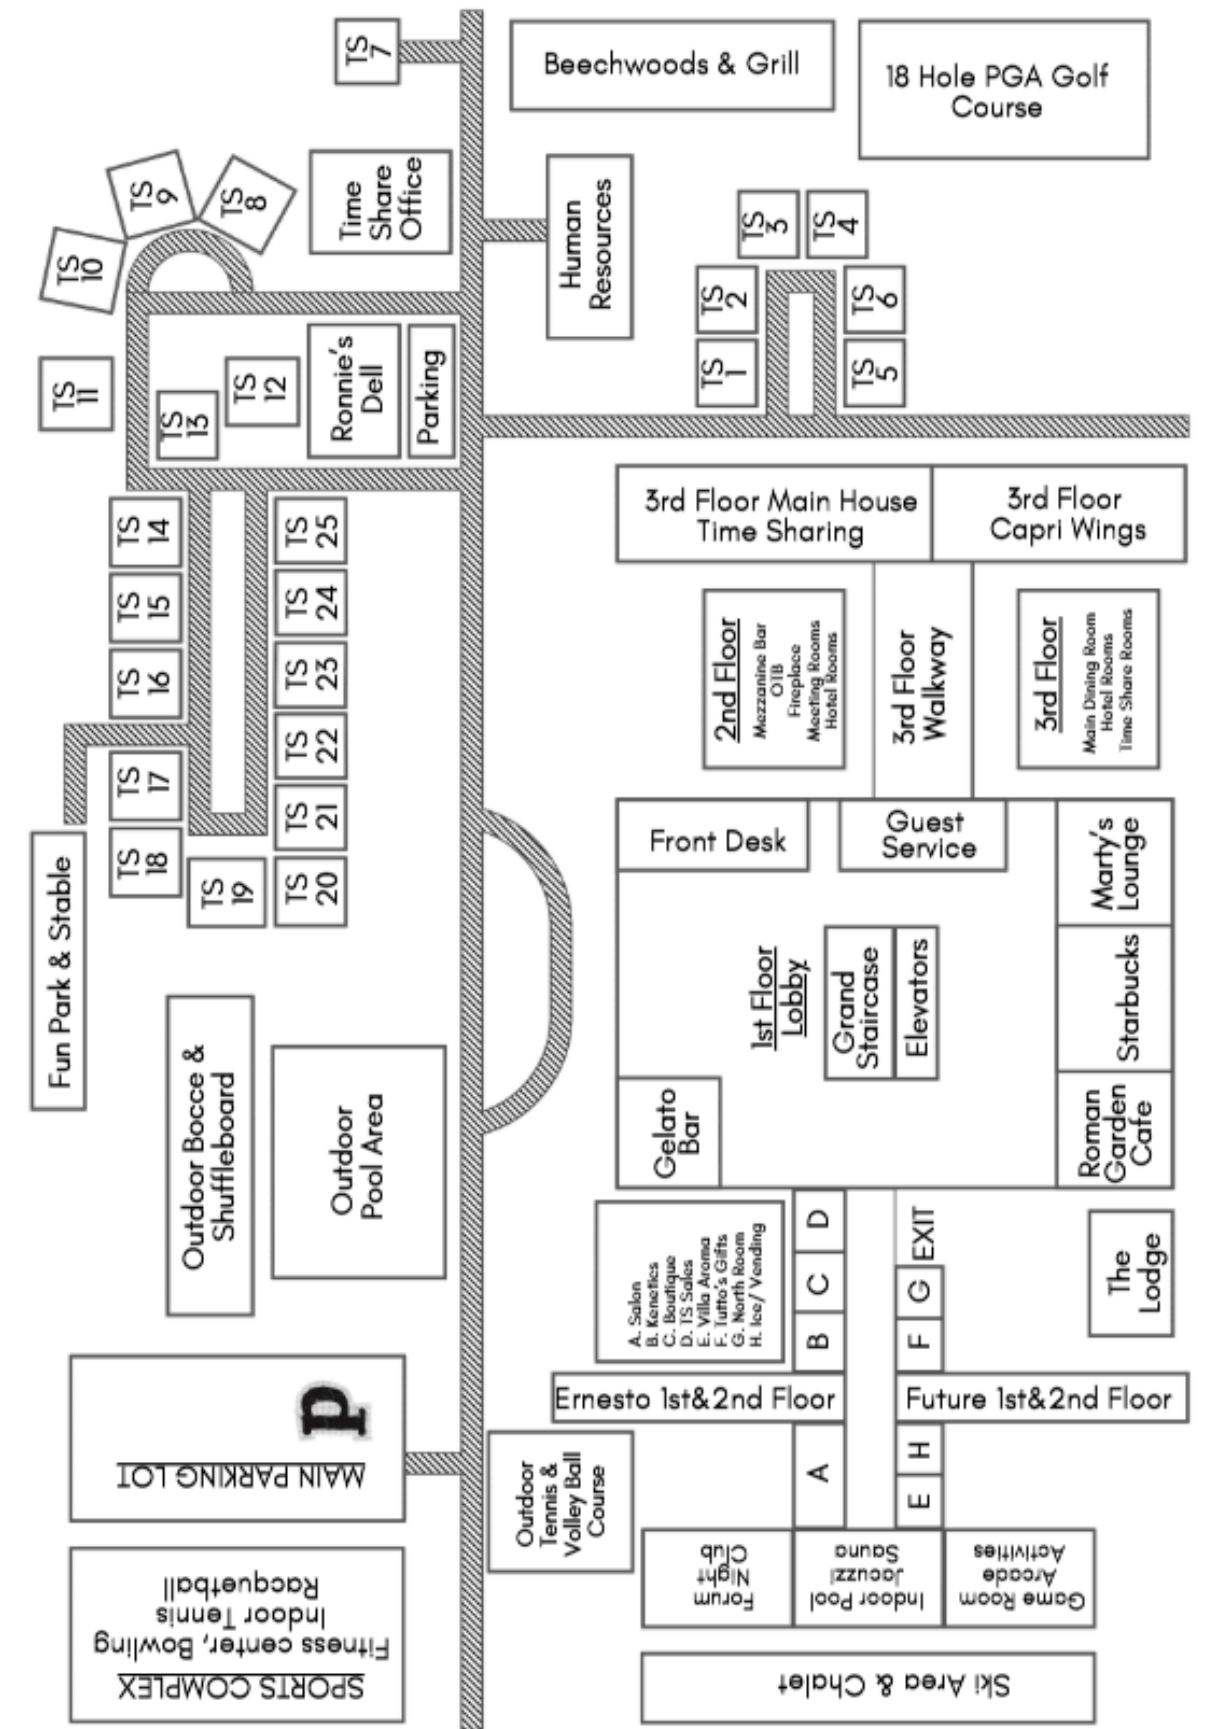 TS
7
Beechwoods & Grill
18 Hole PGA Golf
Course
TS
9
TS
8
Time
Share
Office
TS
10
Human
Resources
TS
3
TS
4
TS
2
TS
6
TS
1
TS
5
TS
11
TS
13
TS
12
Ronnie's
Dell
Parking
3rd Floor Main House
Time Sharing
3rd Floor
Capri Wings
TS
14
TS
25
TS
15
TS
24
TS
16
TS
23
TS
22
TS
17
TS
21
TS
18
TS
19
TS
20
2nd Floor
Mezzanine Bar
OTB
Fireplace
Meeting Rooms
Hotel Rooms
3rd Floor
Walkway
3rd Floor
Main Dining Room
Hotel Rooms
Time Share Rooms
Fun Park & Stable
Front Desk
Guest
Service
Marty's
Lounge
1st Floor
Lobby
Grand
Staircase
Elevators
Starbucks
Outdoor Bocce &
Shuffleboard
Outdoor
Pool Area
Gelato
Bar
Roman
Garden
Cafe
A. Salon
B. Kenetics
C. Boutique
D. TS Sales
E. Villa Aroma
F. Tutto's Gifts
G. North Room
H. Ice/ Vending
D
C
B
EXIT
G
F
The
Lodge
Ernesto 1st&2nd Floor
Future 1st&2nd Floor
P
MAIN PARKING LOT
Outdoor
Tennis &
Volley Ball
Course
A
H
E
SPORTS COMPLEX
Fitness center, Bowling
Indoor Tennis
Racquetball
Forum
Night
Club
Indoor Pool
Jacuzzi
Sauna
Game Room
Arcade
Activities
Ski Area & Chalet